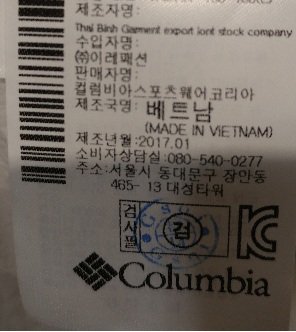 제조자명:
Thai Binh Garment export jont stock company
수입자명:
㈜이레패션
판매자명:
컬럼비아스포츠웨어코리아
제조국명: 베트남
(MADE IN VIETNAM)
제조년월:2017.01
소비자상담실:080-540-0277
주소:서울시 동대문구 장안동
465-13 대성타워
검사필
검
KC
Columbia